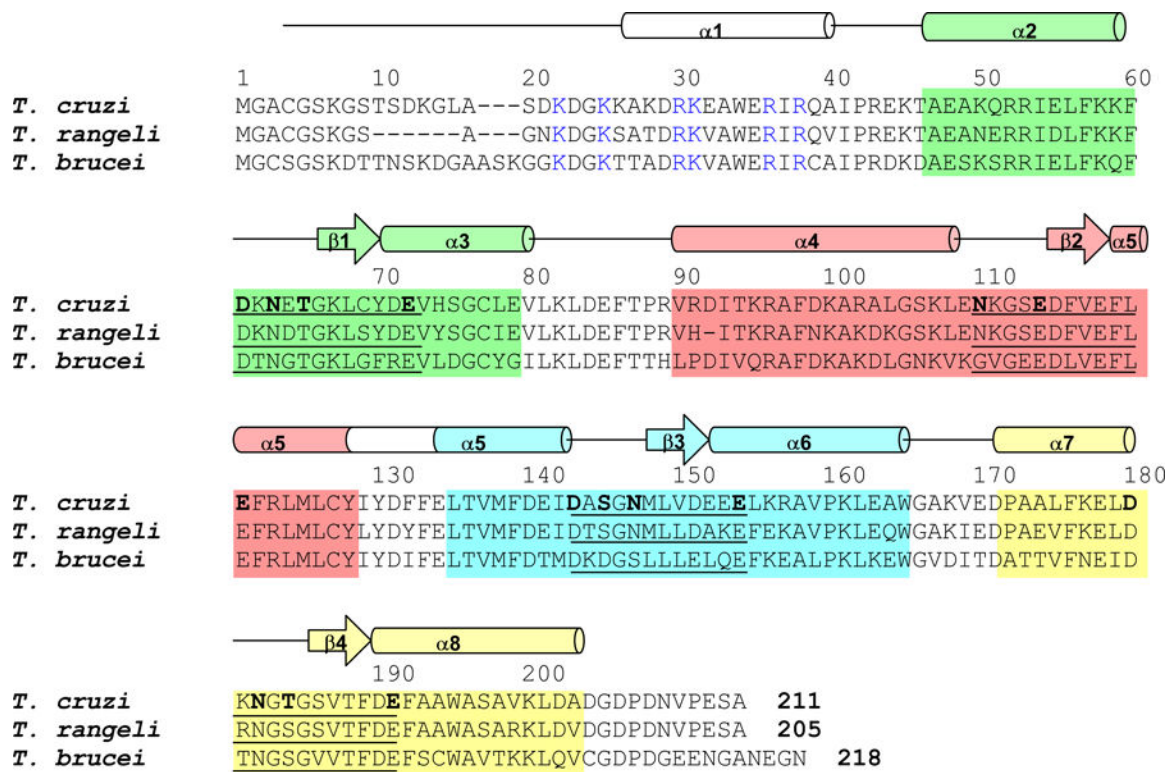 α1 α2
1 10 20 30 40 50 60
T. cruzi MGACGSKGSTSDKGLA---SDKDGKKAKDRKEAWERIRQAIPREKTAEAKQRRIELFKKF
T. rangeli MGACGSKGS------A---GNKDGKSATDRKVAWERIRQVIPREKTAEANERRIDLFKKF
T. brucei MGCSGSKDTTNSKDGAASKGGKDGKTTADRKVAWERIRCAIPRDKDAESKSRRIELFKQF
β1 α3 α4 β2 α5
70 80 90 100 110
T. cruzi DKNETGKLCYDEVHSGCLEVLKLDEFTPRVRDITKRAFDKARALGSKLENKGSEDFVEFL
T. rangeli DKNDTGKLSYDEVYSGCIEVLKLDEFTPRVH-ITKRAFNKAKDKGSKLENKGSEDFVEFL
T. brucei DTNGTGKLGFREVLDGCYGILKLDEFTTHLPDIVQRAFDKAKDLGNKVKGVGEEDLVEFL
α5 α5 β3 α6 α7
130 140 150 160 170 180
T. cruzi EFRLMLCYIYDFFELTVMFDEIDASGNMLVDEEELKRAVPKLEAWGAKVEDPAALFKELD
T. rangeli EFRLMLCYLYDYFELTVMFDEIDTSGNMLLDAKEFEKAVPKLEQWGAKIEDPAEVFKELD
T. brucei EFRLMLCYIYDIFELTVMFDTMDKDGSLLLELQEFKEALPKLKEWGVDITDATTVFNEID
β4 α8
190 200
T. cruzi KNGTGSVTFDEFAAWASAVKLDADGDPDNVPESA 211
T. rangeli RNGSGSVTFDEFAAWASARKLDVDGDPDNVPESA 205
T. brucei TNGSGVVTFDEFSCWAVTKKLQVCGDPDGEENGANEGN 218